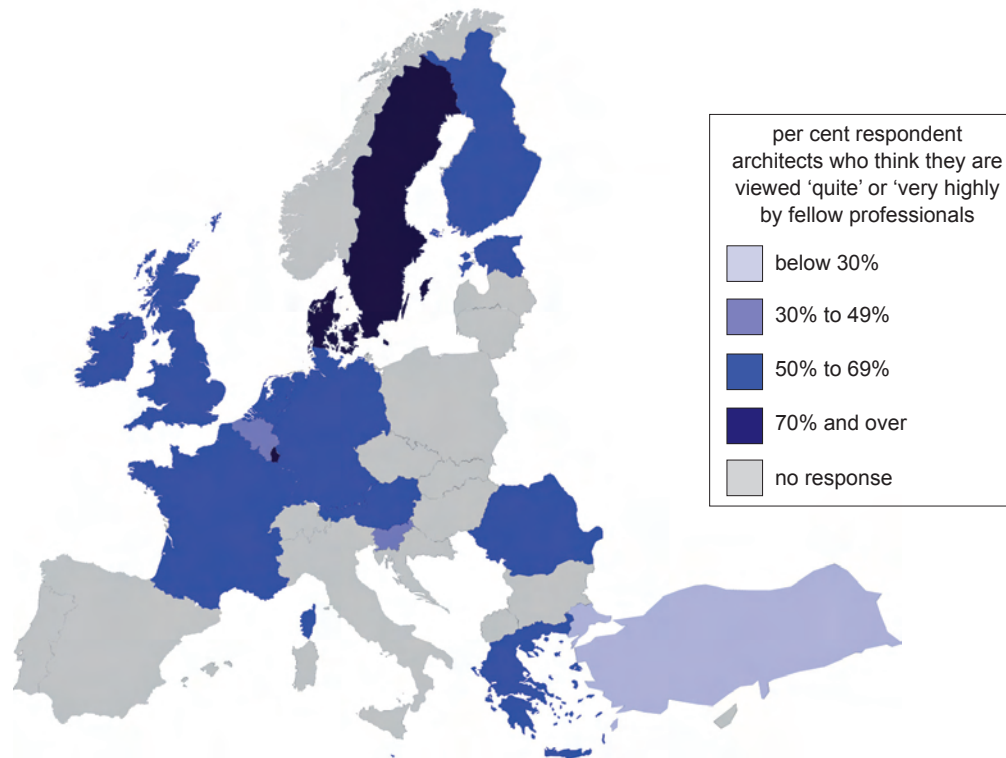 per cent respondent
architects who think they are
viewed ‘quite’ or ‘very highly
by fellow professionals
below 30%
30% to 49%
50% to 69%
70% and over
no response